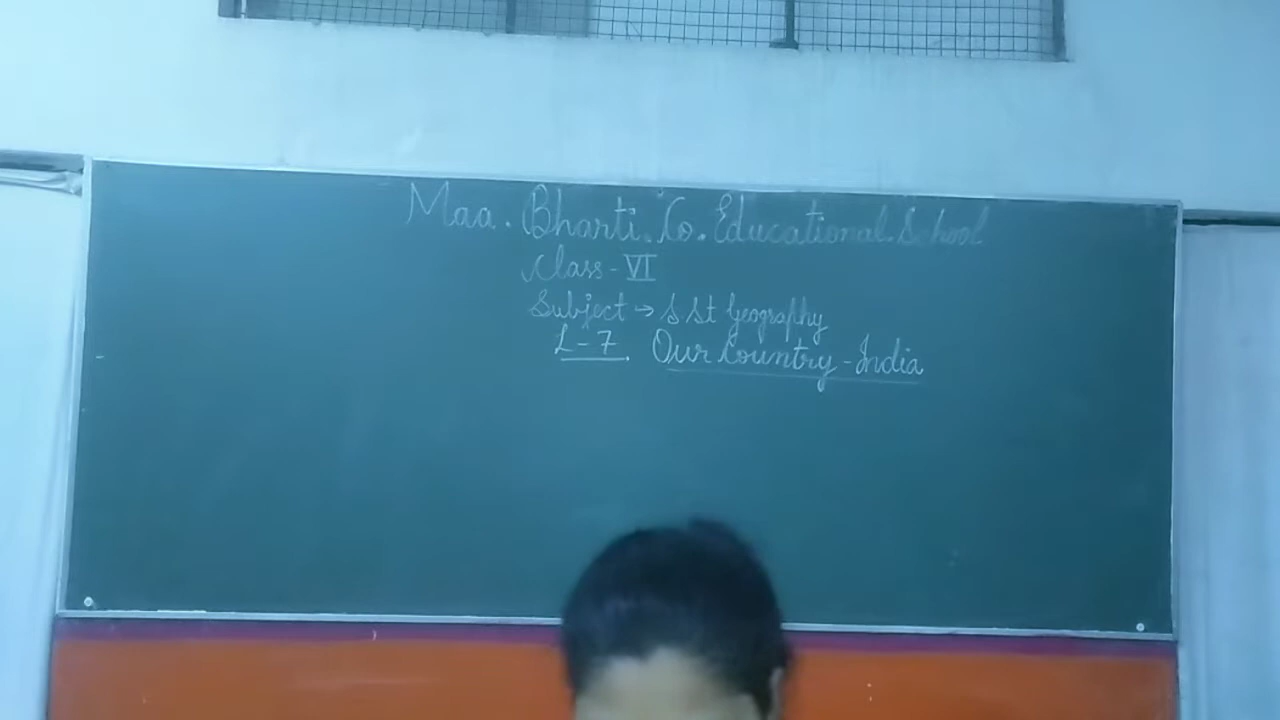 Maa. Bharti. Co. Educational. School
Class - VI
Subject → S St Geography
L - 7. Our Country - India